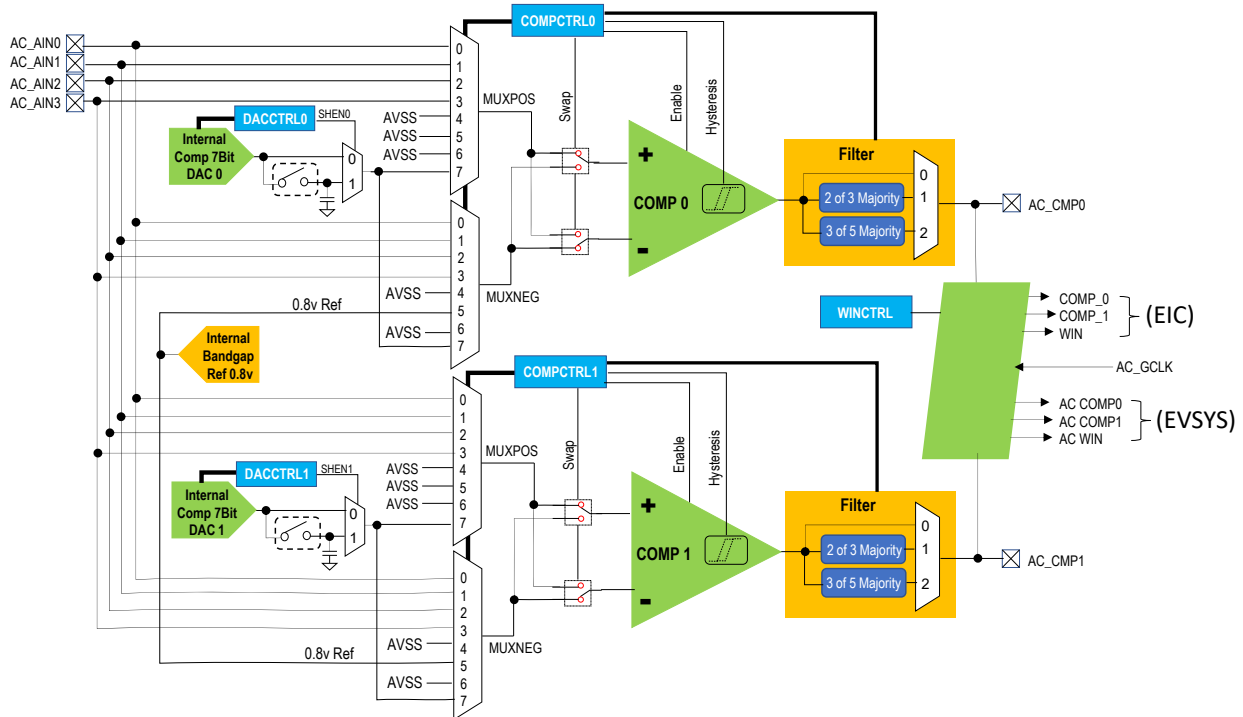 COMPCTRL0
Filter
AC_AIN0
AC_AIN1
AC_AIN2
AC_AIN3
0
1
2
3
4
5
6
7
MUXPOS
AVSS
AVSS
AVSS
DACCTRL0
SHEN0
Internal
Comp 7Bit
DAC 0
0
1
Swap
Enable
Hysteresis
+
COMP 0
-
0
2 of 3 Majority
1
3 of 5 Majority
2
AC_CMP0
0
1
2
3
4
5
6
7
AVSS
0.8v Ref
AVSS
MUXNEG
Internal
Bandgap
Ref 0.8v
WINCTRL
COMP_0
COMP_1
WIN
(EIC)
AC_GCLK
AC COMP0
AC COMP1
AC WIN
(EVSYS)
COMPCTRL1
0
1
2
3
4
5
6
7
MUXPOS
AVSS
AVSS
AVSS
DACCTRL1
SHEN1
Internal
Comp 7Bit
DAC 1
0
1
Swap
Enable
Hysteresis
+
COMP 1
-
Filter
0
2 of 3 Majority
1
3 of 5 Majority
2
AC_CMP1
0
1
2
3
4
5
6
7
AVSS
0.8v Ref
AVSS
MUXNEG